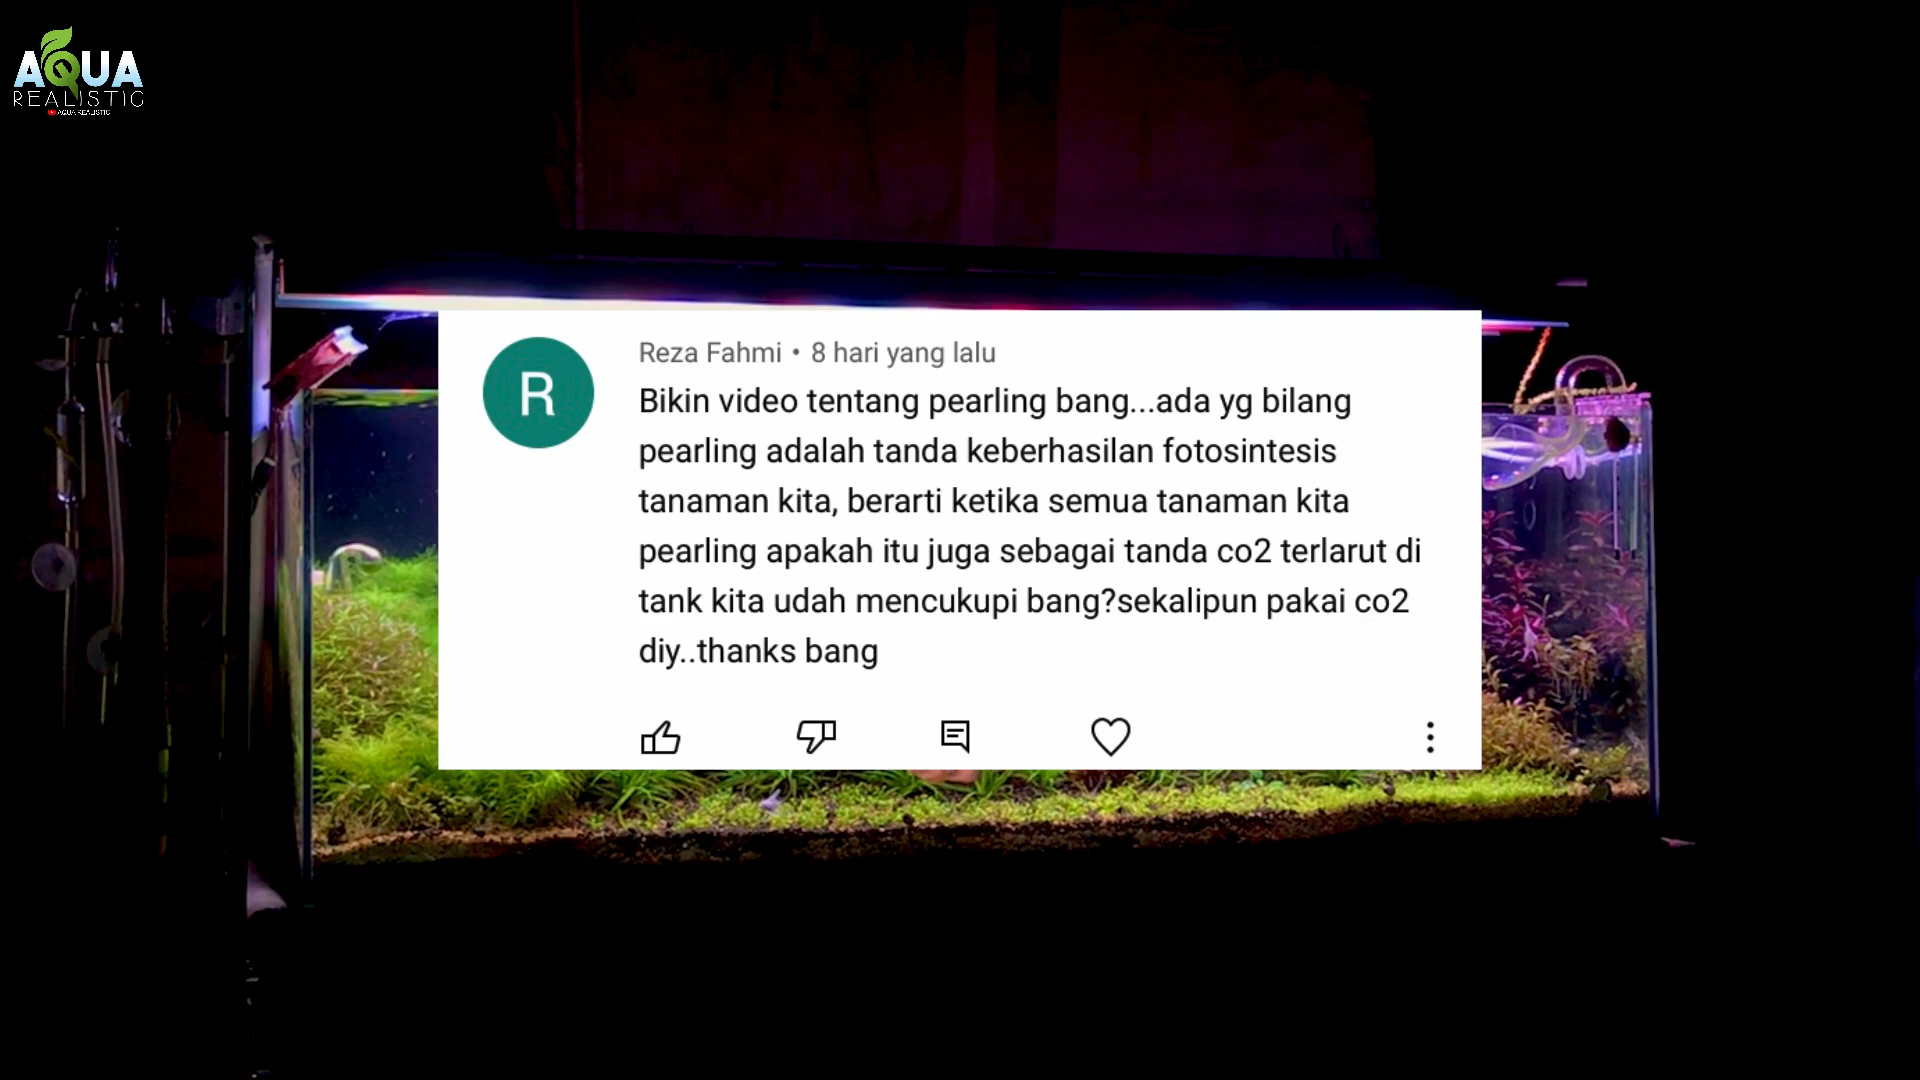 AQUA
REALISTIC
AQUA REALISTIC
Reza Fahmi • 8 hari yang lalu
R
Bikin video tentang pearling bang...ada yg bilang
pearling adalah tanda keberhasilan fotosintesis
tanaman kita, berarti ketika semua tanaman kita
pearling apakah itu juga sebagai tanda co2 terlarut di
tank kita udah mencukupi bang?sekalipun pakai co2
diy..thanks bang